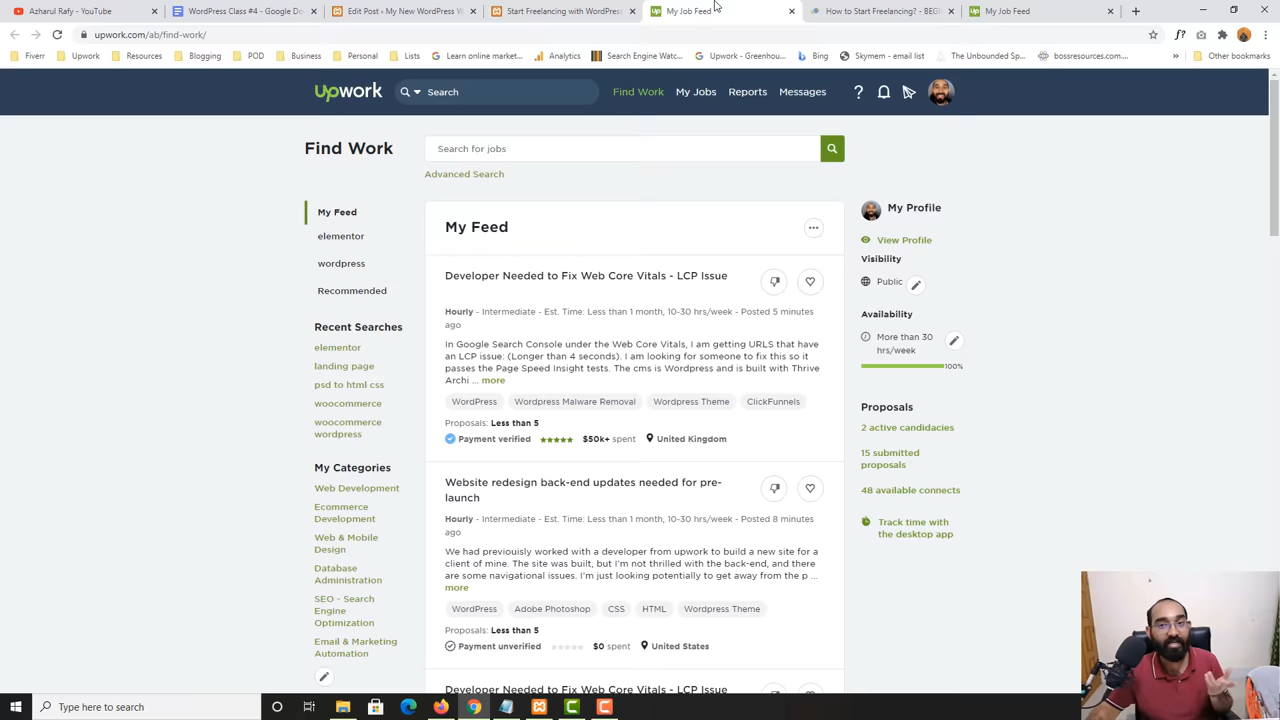 Azharul Rafy - YouTube
WordPress Class #4 - Google Do
Edit Post ‹ My New WordPress W
Start Freelancing with WordPres
My Job Feed
How to Start Freelancing? - BEGI
My Job Feed
upwork.com/ab/find-work/
Fiverr
Upwork
Resources
Blogging
Personal
Lists
Learn online market...
Analytics
Search Engine Watc...
Upwork - Greenhou...
Bing
Skymem - email list
The Unbounded Sp...
bossresources.com...
Other bookmarks
upwork
Search
Find Work
My Jobs
Reports
Messages
Find Work
Search for jobs
Advanced Search
My Feed
elementor
wordpress
Recommended
Recent Searches
elementor
landing page
psd to html css
woocommerce
woocommerce
wordpress
My Categories
Web Development
Ecommerce
Development
Web & Mobile
Design
Database
Administration
SEO - Search
Engine
Optimization
Email & Marketing
Automation
My Feed
Developer Needed to Fix Web Core Vitals - LCP Issue
Hourly - Intermediate - Est. Time: Less than 1 month, 10-30 hrs/week - Posted 5 minutes
ago
In Google Search Console under the Web Core Vitals, I am getting URLS that have
an LCP issue: (Longer than 4 seconds). I am looking for someone to fix this so it
passes the Page Speed Insight tests. The cms is Wordpress and is built with Thrive
Archi ... more
WordPress
Wordpress Malware Removal
Wordpress Theme
ClickFunnels
Proposals: Less than 5
Payment verified
$50k+ spent
United Kingdom
Website redesign back-end updates needed for pre-
launch
Hourly - Intermediate - Est. Time: Less than 1 month, 10-30 hrs/week - Posted 8 minutes
ago
We had previouisly worked with a developer from upwork to build a new site for a
client of mine. The site was built, but I'm not thrilled with the back-end, and there
are some navigational issues. I'm just looking potentially to get away from the p ...
more
WordPress
Adobe Photoshop
CSS
HTML
Wordpress Theme
Proposals: Less than 5
Payment unverified
$0 spent
United States
Developer Needed to Fix Web Core Vitals - LCP Issue
My Profile
View Profile
Visibility
Public
Availability
More than 30
hrs/week
100%
Proposals
2 active candidacies
15 submitted
proposals
48 available connects
Track time with
the desktop app
Type here to search